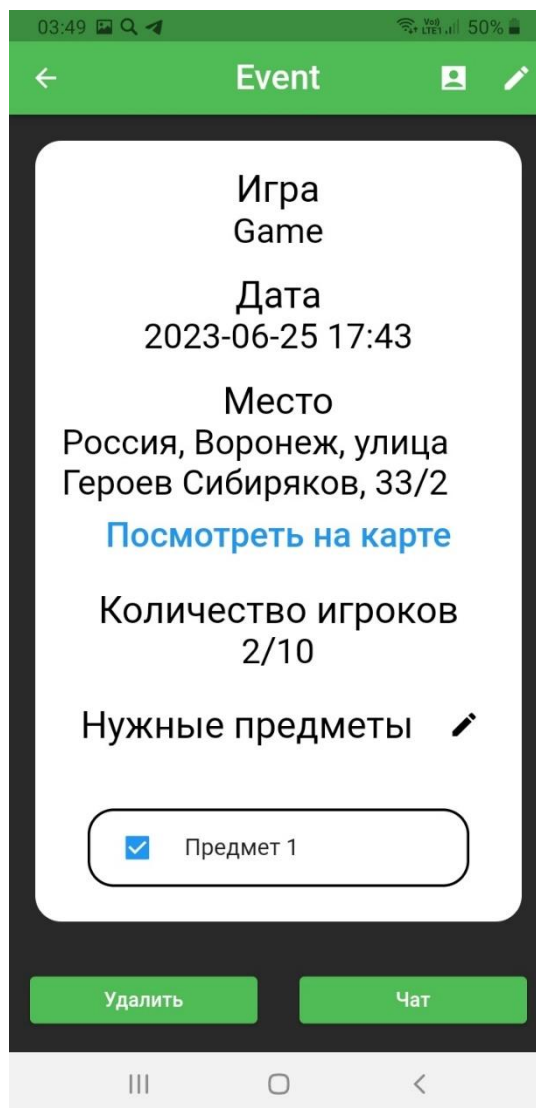 03:49 50%
Event
Игра
Game
Дата
2023-06-25 17:43
Место
Россия, Воронеж, улица
Героев Сибиряков, 33/2
Посмотреть на карте
Количество игроков
2/10
Нужные предметы
Предмет 1
Удалить Чат